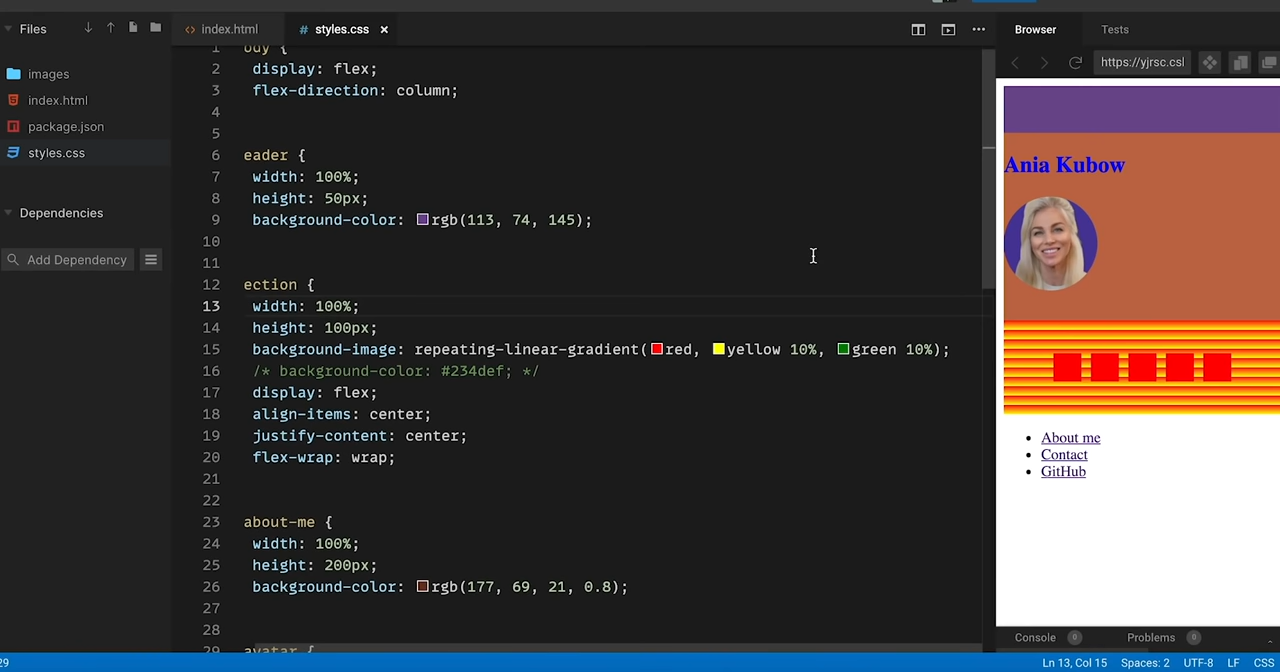 Files
index.html
styles.css
Browser
Tests
https://yjrsc.csl
images
index.html
package.json
styles.css
Dependencies
Add Dependency
1 ody {
2 display: flex;
3 flex-direction: column;
4
5
6 eader {
7 width: 100%;
8 height: 50px;
9 background-color: rgb(113, 74, 145);
10
11
12 ection {
13 width: 100%;
14 height: 100px;
15 background-image: repeating-linear-gradient(red, yellow 10%, green 10%);
16 /* background-color: #234def; */
17 display: flex;
18 align-items: center;
19 justify-content: center;
20 flex-wrap: wrap;
21
22
23 about-me {
24 width: 100%;
25 height: 200px;
26 background-color: rgb(177, 69, 21, 0.8);
27
28
29 avatar {
Ania Kubow
About me
Contact
GitHub
Console 0
Problems 0
29
Ln 13, Col 15
Spaces: 2
UTF-8
LF
CSS